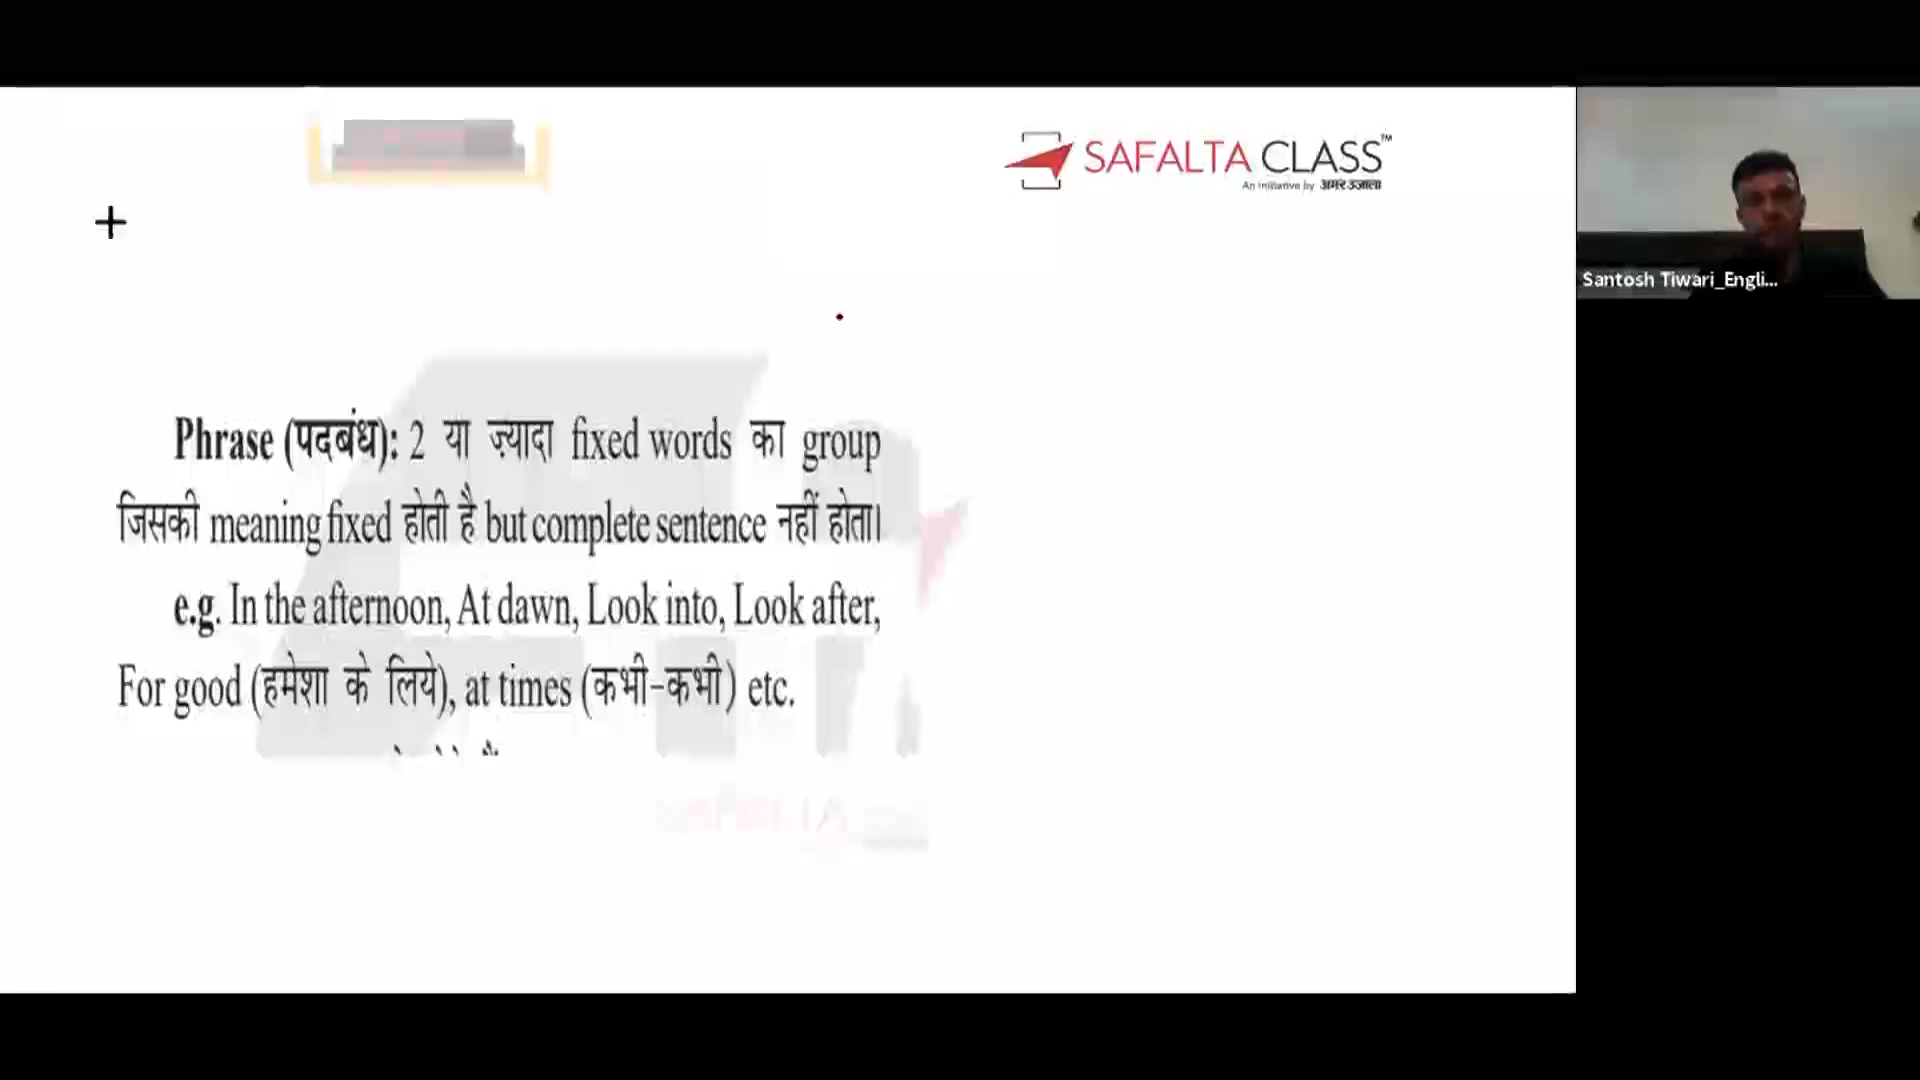 SAFALTA CLASS™
An Initiative by अमर उजाला
Santosh Tiwari_Engli...
Phrase (पदबंध): 2 या ज़्यादा fixed words का group
जिसकी meaning fixed होती है but complete sentence नहीं होता।
e.g. In the afternoon, At dawn, Look into, Look after,
For good (हमेशा के लिये), at times (कभी-कभी) etc.